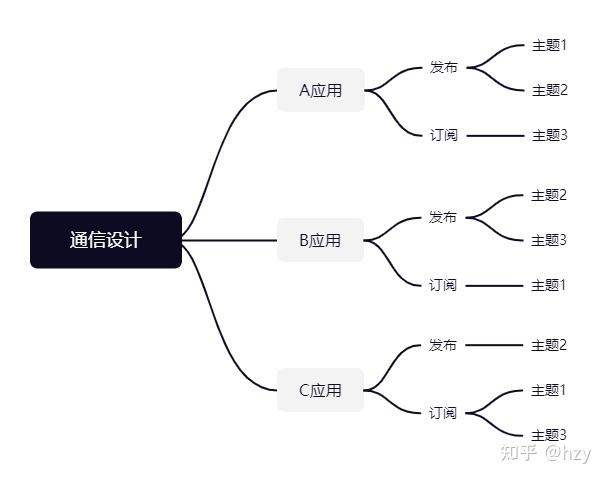 通信设计
A应用
发布
主题1
主题2
订阅
主题3
B应用
发布
主题2
主题3
订阅
主题1
C应用
发布
主题2
订阅
主题1
主题3
知乎 @hzy